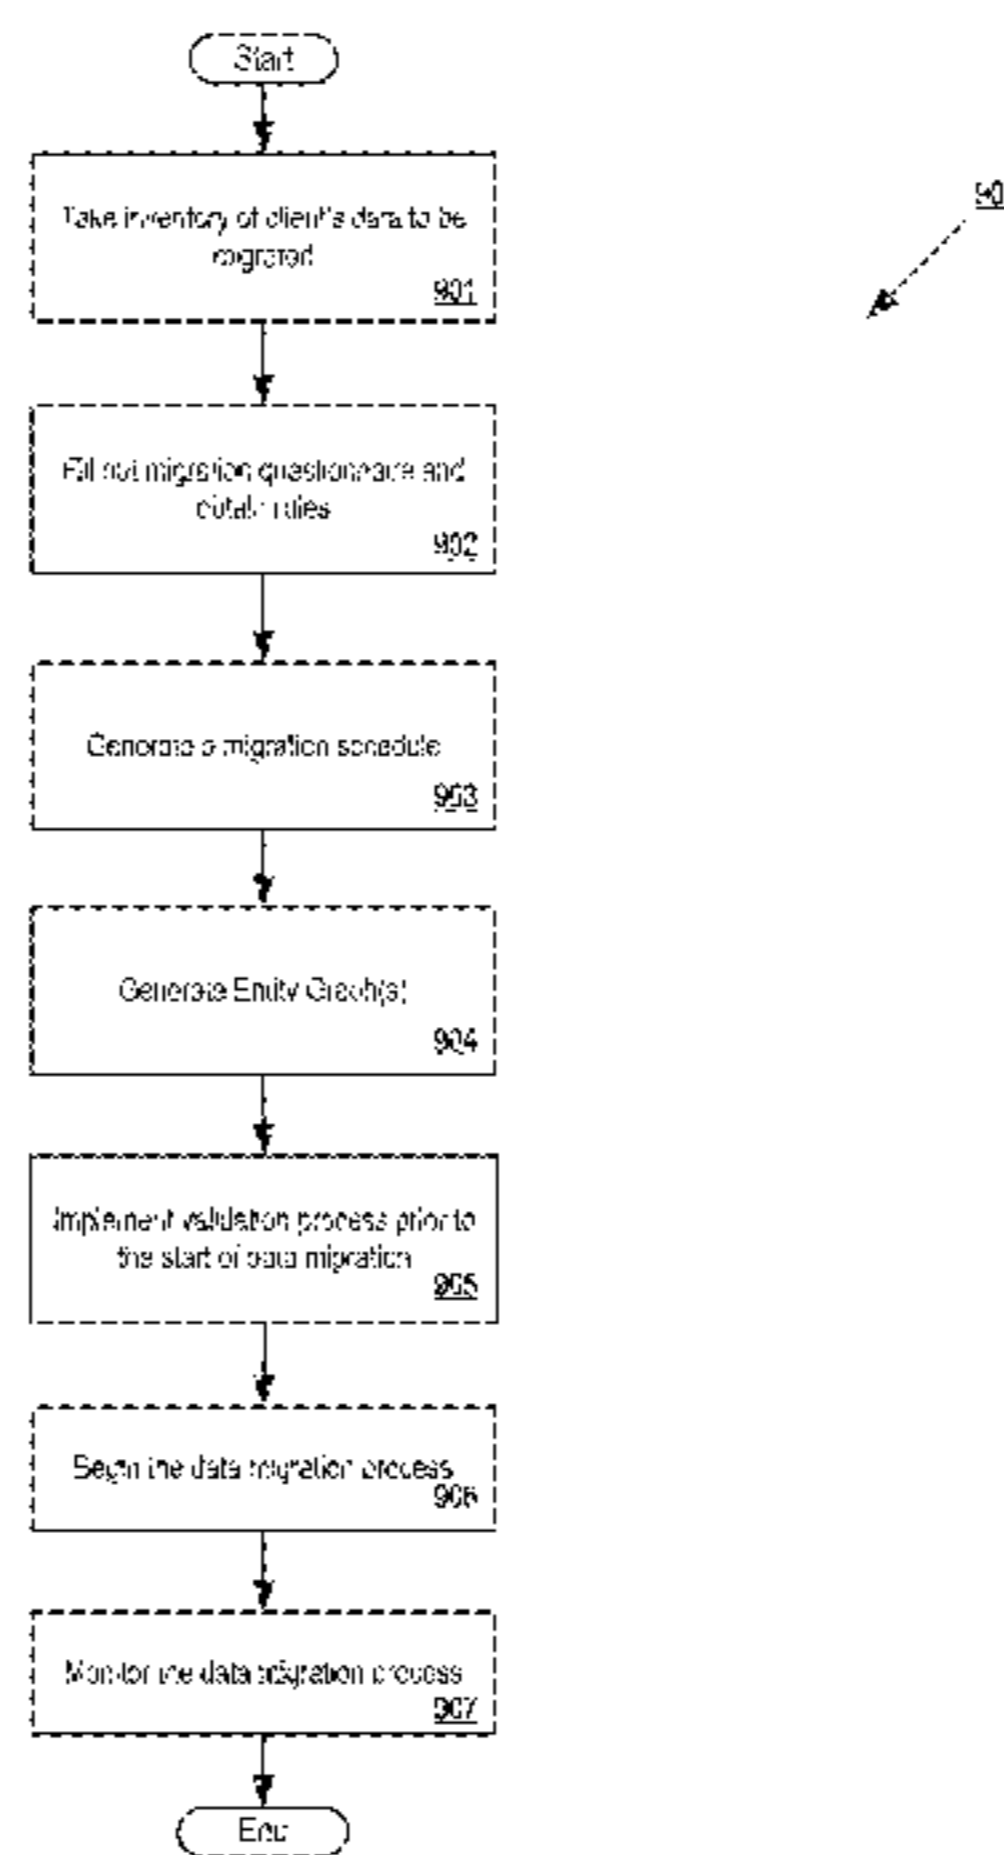 Start
Take inventory of client's data to be
migrated
901
Fill out migration questionnaire and
obtain rules
902
Generate a migration schedule
903
Generate Entity Graph(s)
904
Implement validation process prior to
the start of data migration
905
Begin the data migration process
906
Monitor the data migration process
907
End
90